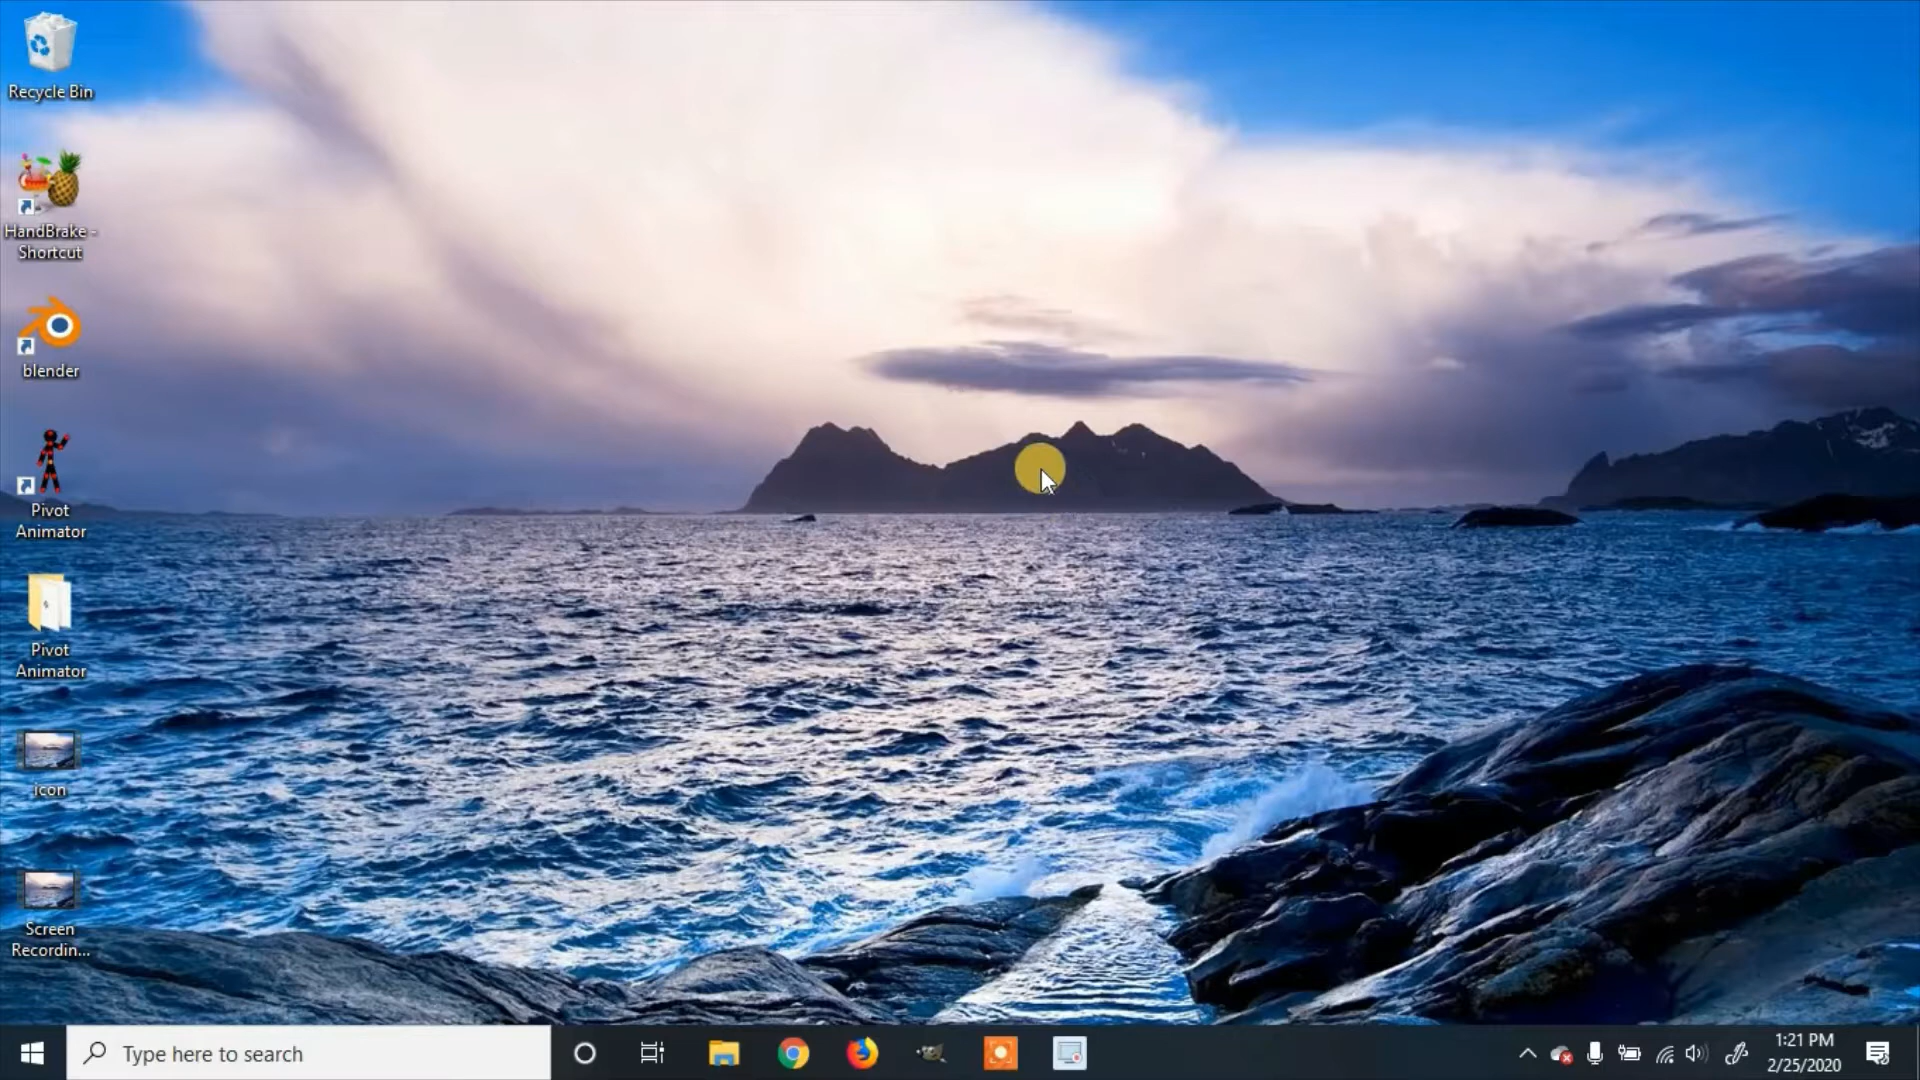 Recycle Bin
HandBrake -
Shortcut
blender
Pivot
Animator
Pivot
Animator
icon
Screen
Recordin...
Type here to search
1:21 PM
2/25/2020